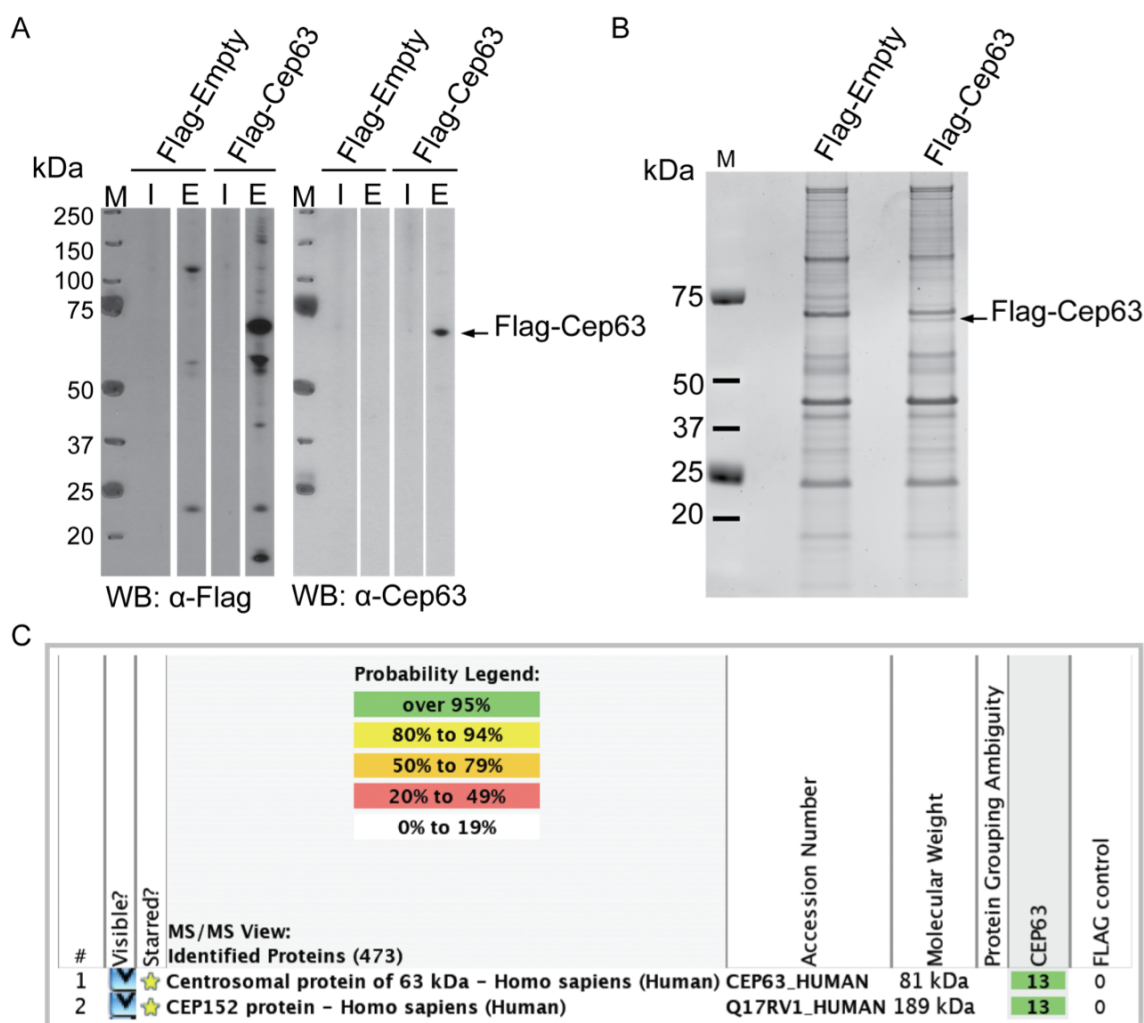 A
Flag-Empty
Flag-Cep63
Flag-Empty
Flag-Cep63
kDa
M I E I E M I E I E
250
150
100
75
50
37
25
20
Flag-Cep63
WB: α-Flag
WB: α-Cep63
B
Flag-Empty
Flag-Cep63
kDa
M
75
50
37
25
20
Flag-Cep63
C
Probability Legend:
over 95%
80% to 94%
50% to 79%
20% to 49%
0% to 19%
#
Visible?
Starred?
MS/MS View:
Identified Proteins (473)
Accession Number
Molecular Weight
Protein Grouping Ambiguity
CEP63
FLAG control
1 Centrosomal protein of 63 kDa – Homo sapiens (Human) CEP63_HUMAN 81 kDa 13 0
2 CEP152 protein – Homo sapiens (Human) Q17RV1_HUMAN 189 kDa 13 0